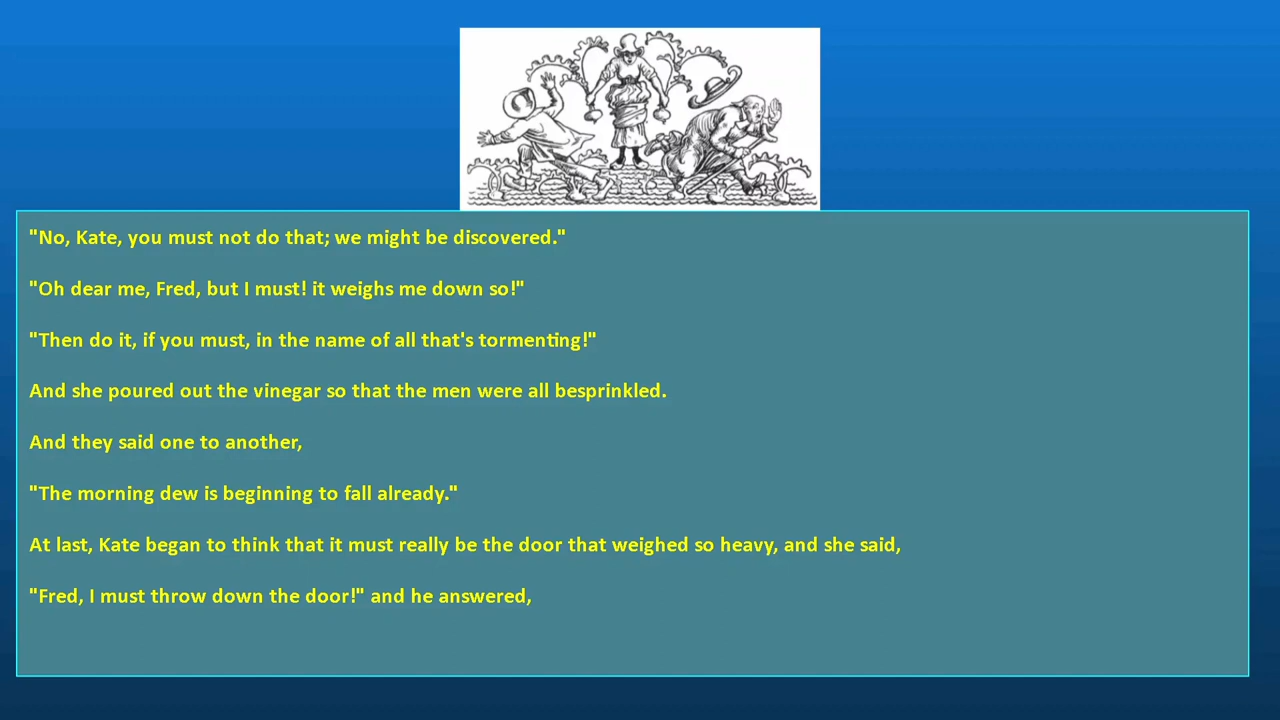 "No, Kate, you must not do that; we might be discovered."
"Oh dear me, Fred, but I must! it weighs me down so!"
"Then do it, if you must, in the name of all that's tormenting!"
And she poured out the vinegar so that the men were all besprinkled.
And they said one to another,
"The morning dew is beginning to fall already."
At last, Kate began to think that it must really be the door that weighed so heavy, and she said,
"Fred, I must throw down the door!" and he answered,